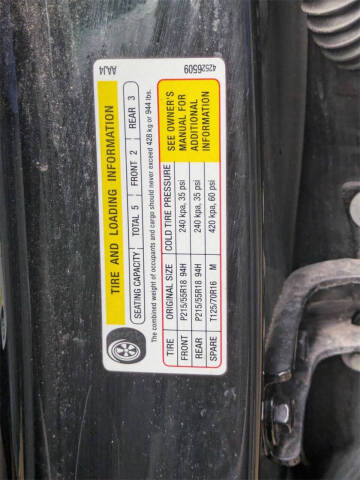 AAJ4 42526509
TIRE AND LOADING INFORMATION
SEATING CAPACITY TOTAL 5 FRONT 2 REAR 3
The combined weight of occupants and cargo should never exceed 428 kg or 944 lbs.
TIRE ORIGINAL SIZE COLD TIRE PRESSURE
FRONT P215/55R18 94H 240 kpa, 35 psi
REAR P215/55R18 94H 240 kpa, 35 psi
SPARE T125/70R16 M 420 kpa, 60 psi
SEE OWNER'S
MANUAL FOR
ADDITIONAL
INFORMATION